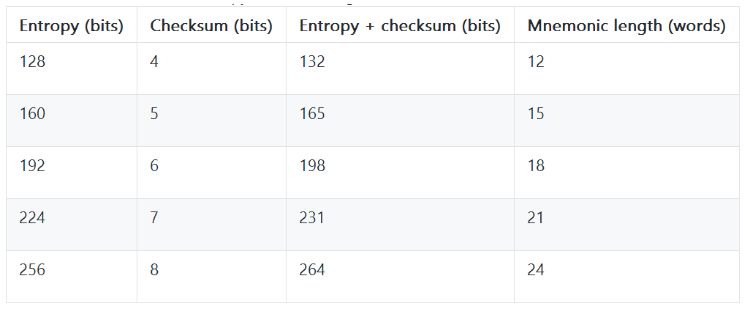 Entropy (bits) Checksum (bits) Entropy + checksum (bits) Mnemonic length (words)
128 4 132 12
160 5 165 15
192 6 198 18
224 7 231 21
256 8 264 24